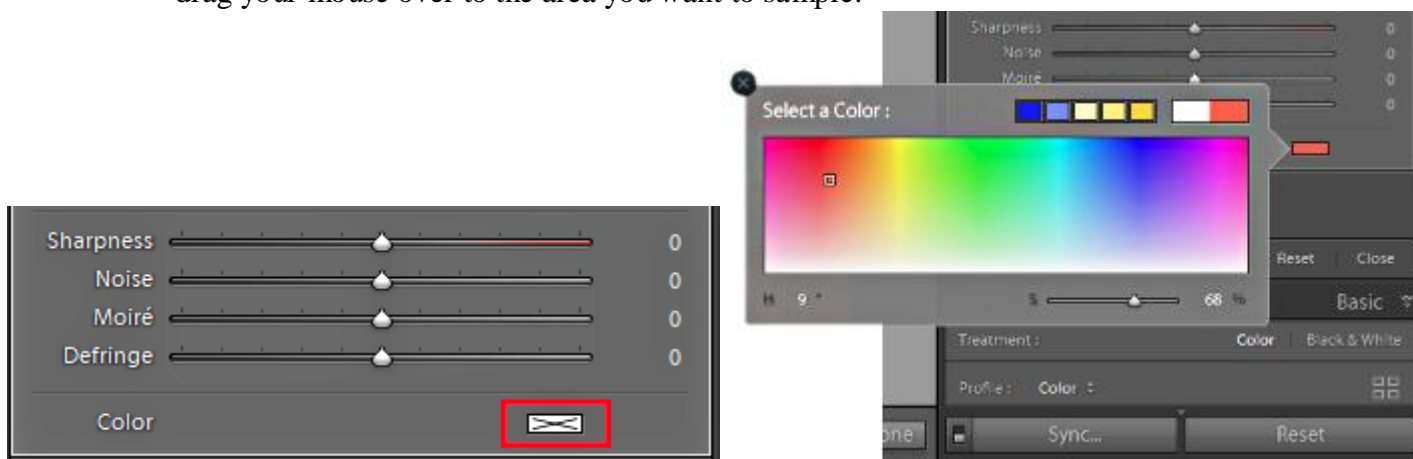 drag your mouse over to the area you want to sample.
Sharpness 0
Noise 0
Moiré 0
Defringe 0
Color
Sharpness 0
Noise 0
Moiré 0
0
Select a Color :
H 9 °
S 68 %
Reset Close
Basic
Treatment : Color Black & White
Profile : Color
one Sync... Reset